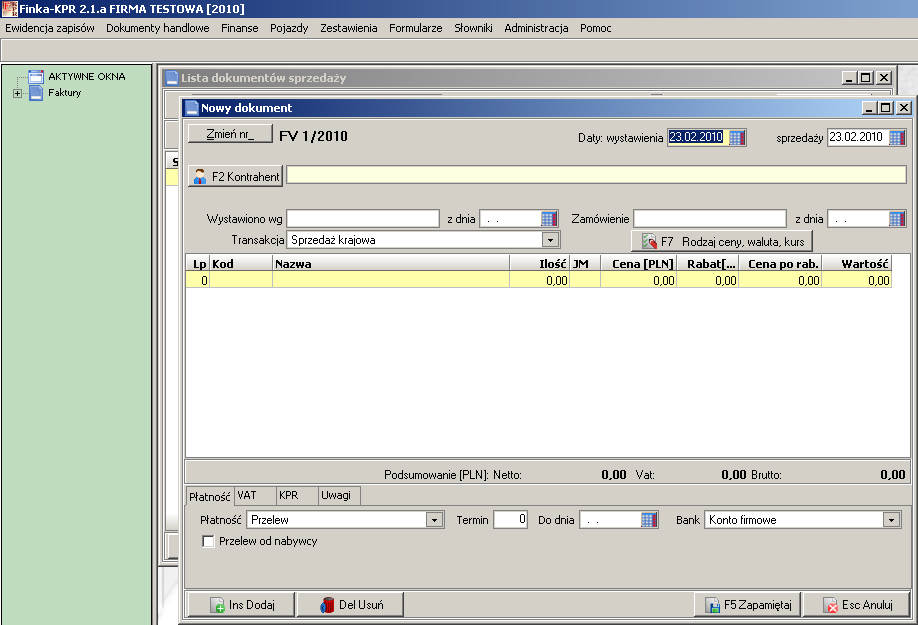 Finka-KPR 2.1.a FIRMA TESTOWA [2010]
Ewidencja zapisów Dokumenty handlowe Finanse Pojazdy Zestawienia Formularze Słowniki Administracja Pomoc
AKTYWNE OKNA
Faktury
Lista dokumentów sprzedaży
Nowy dokument
Zmień nr_ FV 1/2010 Daty: wystawienia 23.02.2010 sprzedaży 23.02.2010
S
F2 Kontrahent
Wystawiono wg z dnia . . Zamówienie z dnia . .
Transakcja Sprzedaż krajowa F7 Rodzaj ceny, waluta, kurs
Lp Kod Nazwa Ilość JM Cena [PLN] Rabat[... Cena po rab. Wartość
0 0,00 0,00 0,00 0,00 0,00
Podsumowanie [PLN]: Netto: 0,00 Vat: 0,00 Brutto: 0,00
Płatność VAT KPR Uwagi
Płatność Przelew Termin 0 Do dnia . . Bank Konto firmowe
Przelew od nabywcy
Ins Dodaj Del Usuń F5 Zapamiętaj Esc Anuluj